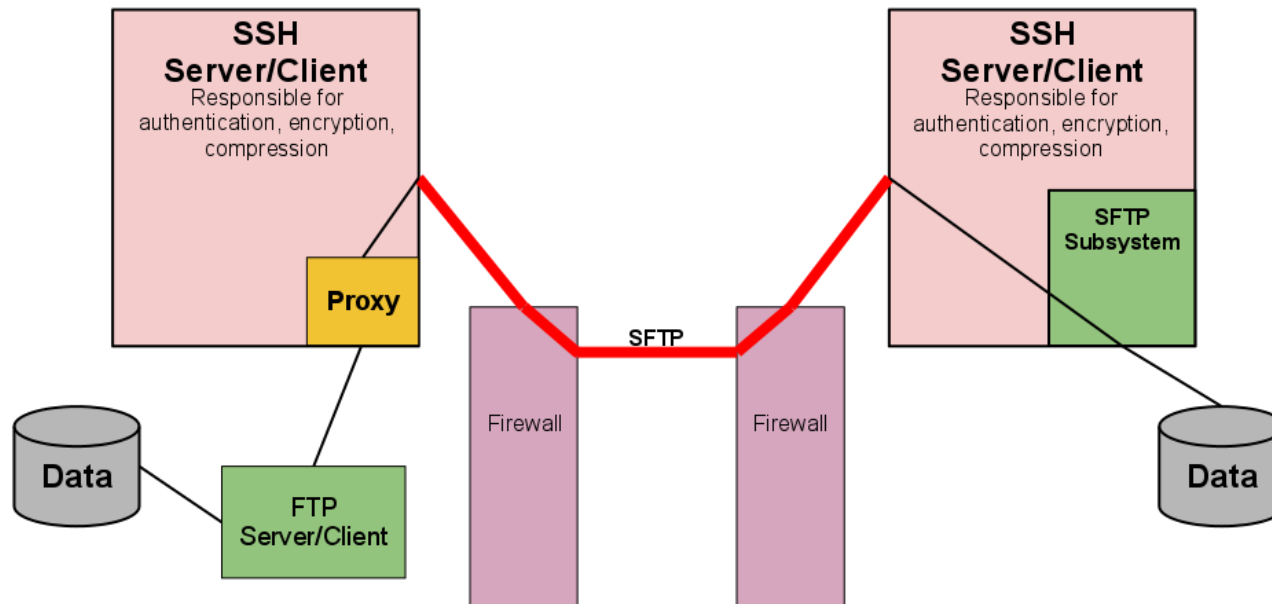 SSH
Server/Client
Responsible for
authentication, encryption,
compression
Proxy
Data
FTP
Server/Client
Firewall
SFTP
Firewall
SSH
Server/Client
Responsible for
authentication, encryption,
compression
SFTP
Subsystem
Data